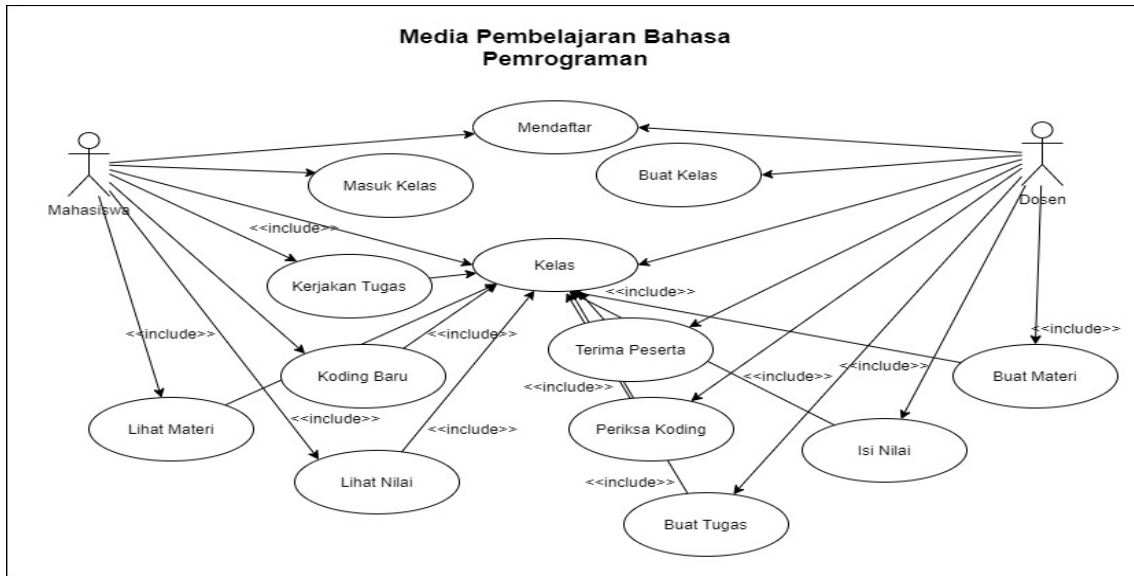 Media Pembelajaran Bahasa
Pemrograman
Mendaftar
Masuk Kelas
Buat Kelas
Mahasiswa
Dosen
<<include>>
Kelas
Kerjakan Tugas
<<include>>
<<include>>
<<include>>
<<include>>
<<include>>
Terima Peserta
Koding Baru
Buat Materi
<<include>>
<<include>>
<<include>>
Lihat Materi
<<include>>
<<include>>
Periksa Koding
Isi Nilai
Lihat Nilai
<<include>>
<<include>>
Buat Tugas